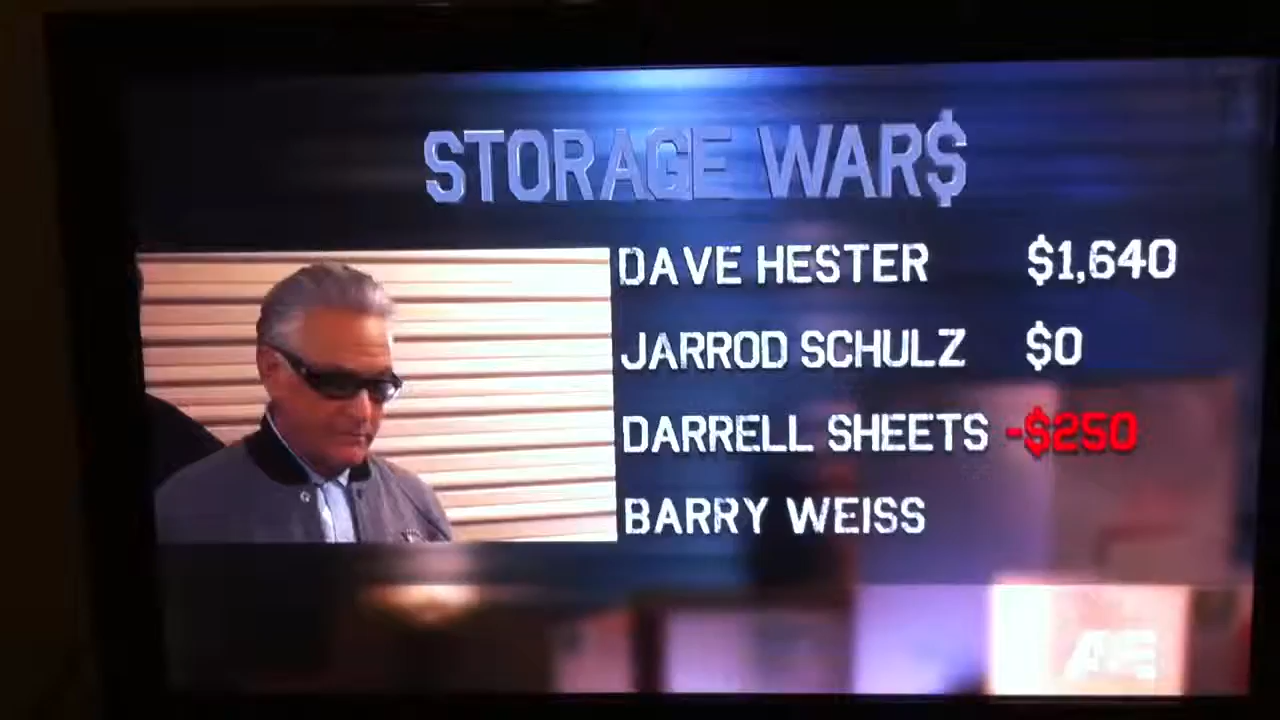 STORAGE WAR$
DAVE HESTER $1,640
JARROD SCHULZ $0
DARRELL SHEETS -$250
BARRY WEISS
A&E